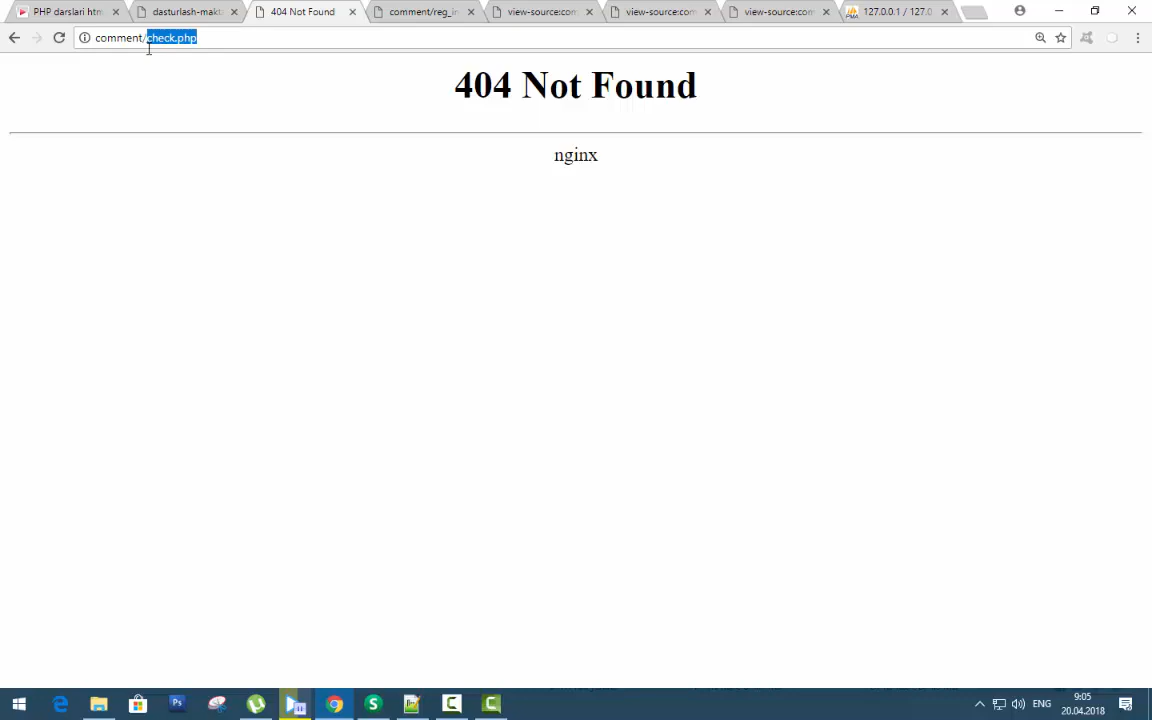 PHP darslari htm
dasturlash-makta
404 Not Found
comment/reg_in
view-source:com
view-source:com
view-source:com
127.0.0.1 / 127.0
comment/check.php
404 Not Found
nginx
ENG
9:05
20.04.2018